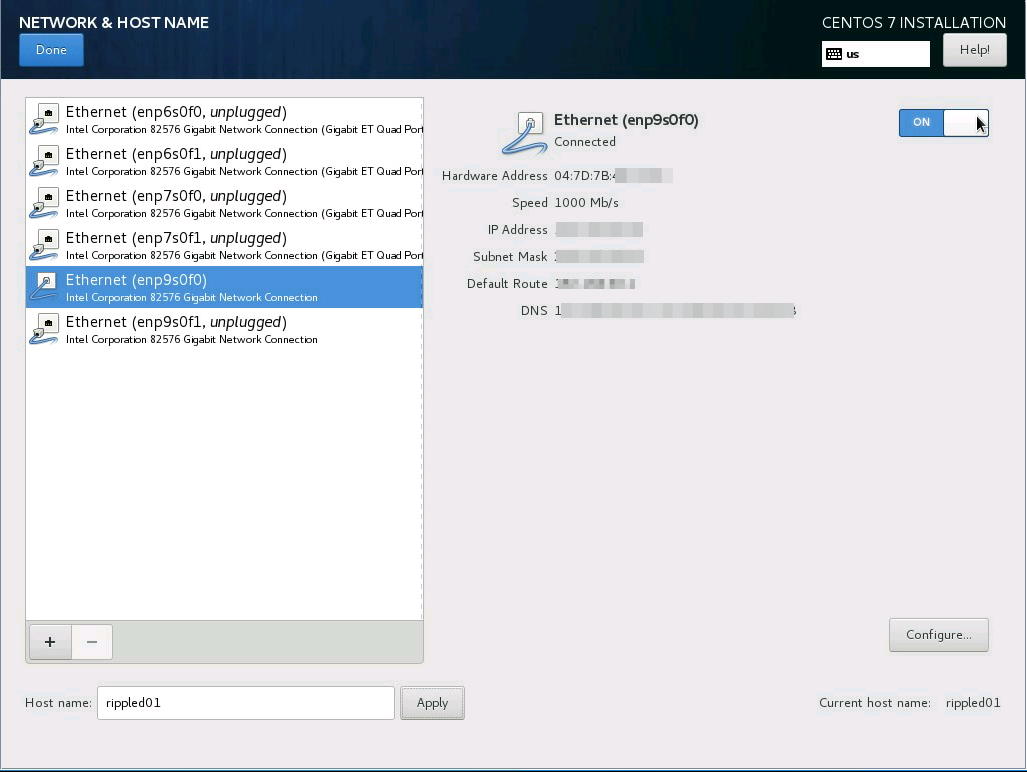 NETWORK & HOST NAME
CENTOS 7 INSTALLATION
Done
us
Help!
Ethernet (enp6s0f0, unplugged)
Intel Corporation 82576 Gigabit Network Connection (Gigabit ET Quad Port
Ethernet (enp6s0f1, unplugged)
Intel Corporation 82576 Gigabit Network Connection (Gigabit ET Quad Port
Ethernet (enp7s0f0, unplugged)
Intel Corporation 82576 Gigabit Network Connection (Gigabit ET Quad Port
Ethernet (enp7s0f1, unplugged)
Intel Corporation 82576 Gigabit Network Connection (Gigabit ET Quad Port
Ethernet (enp9s0f0)
Intel Corporation 82576 Gigabit Network Connection
Ethernet (enp9s0f1, unplugged)
Intel Corporation 82576 Gigabit Network Connection
+ −
Ethernet (enp9s0f0)
Connected
ON
Hardware Address 04:7D:7B:
Speed 1000 Mb/s
IP Address
Subnet Mask
Default Route
DNS
Configure...
Host name: rippled01 Apply
Current host name: rippled01